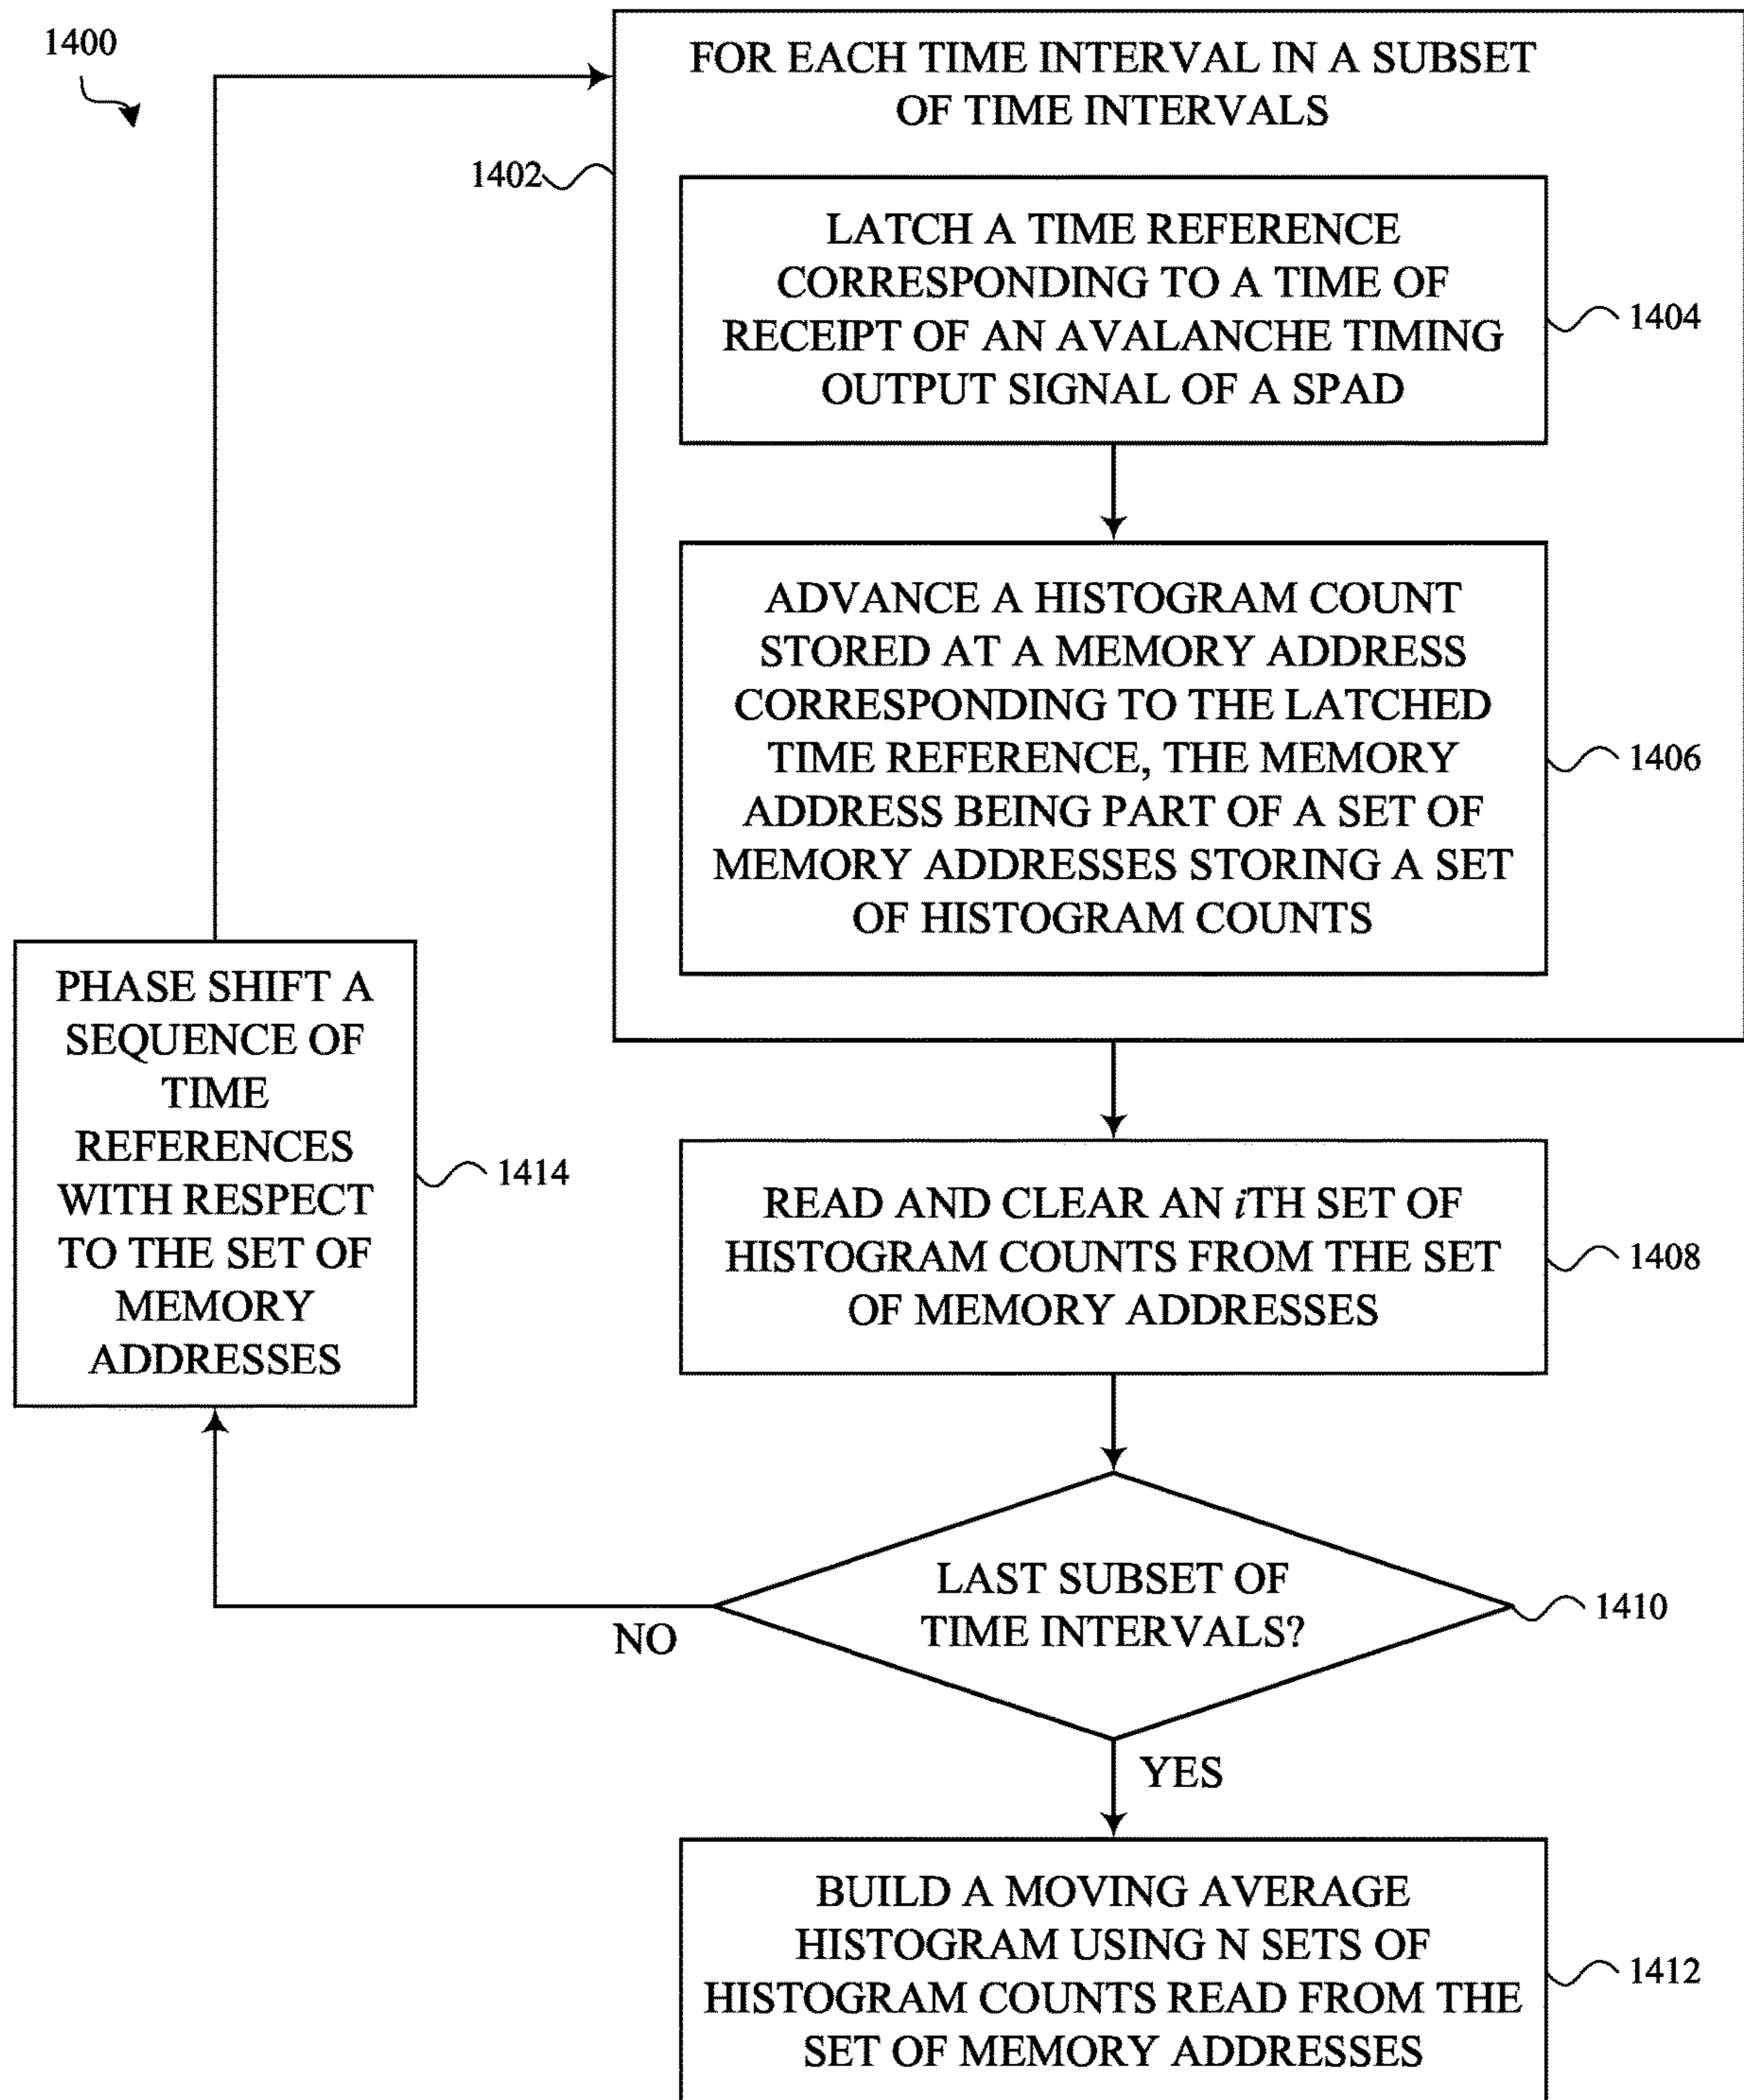 1400
FOR EACH TIME INTERVAL IN A SUBSET
OF TIME INTERVALS
1402
LATCH A TIME REFERENCE
CORRESPONDING TO A TIME OF
RECEIPT OF AN AVALANCHE TIMING
OUTPUT SIGNAL OF A SPAD
1404
ADVANCE A HISTOGRAM COUNT
STORED AT A MEMORY ADDRESS
CORRESPONDING TO THE LATCHED
TIME REFERENCE, THE MEMORY
ADDRESS BEING PART OF A SET OF
MEMORY ADDRESSES STORING A SET
OF HISTOGRAM COUNTS
1406
PHASE SHIFT A
SEQUENCE OF
TIME
REFERENCES
WITH RESPECT
TO THE SET OF
MEMORY
ADDRESSES
1414
READ AND CLEAR AN iTH SET OF
HISTOGRAM COUNTS FROM THE SET
OF MEMORY ADDRESSES
1408
LAST SUBSET OF
TIME INTERVALS?
1410
NO
YES
BUILD A MOVING AVERAGE
HISTOGRAM USING N SETS OF
HISTOGRAM COUNTS READ FROM THE
SET OF MEMORY ADDRESSES
1412